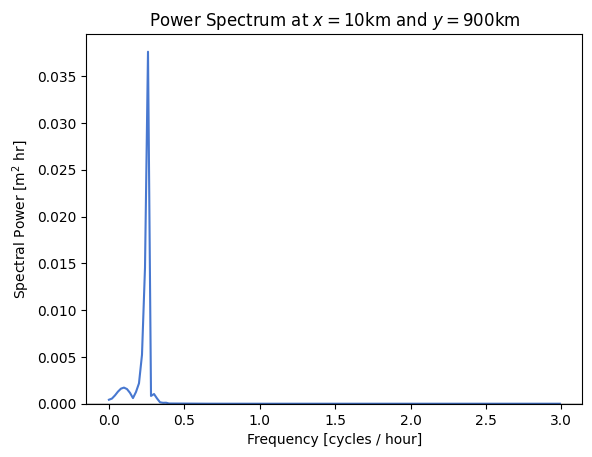 Power Spectrum at x = 10km and y = 900km
0.035
0.030
0.025
0.020
0.015
0.010
0.005
0.000
Spectral Power [m² hr]
0.0 0.5 1.0 1.5 2.0 2.5 3.0
Frequency [cycles / hour]